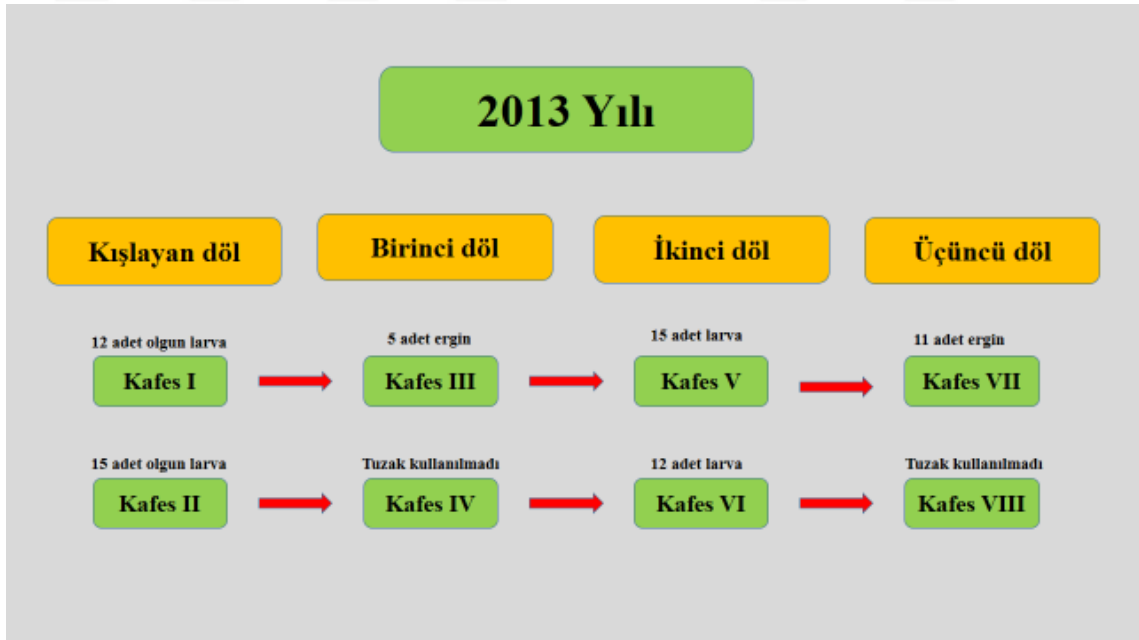 2013 Yılı
Kışlayan döl
Birinci döl
İkinci döl
Üçüncü döl
12 adet olgun larva
5 adet ergin
15 adet larva
11 adet ergin
Kafes I
Kafes III
Kafes V
Kafes VII
15 adet olgun larva
Tuzak kullanılmadı
12 adet larva
Tuzak kullanılmadı
Kafes II
Kafes IV
Kafes VI
Kafes VIII